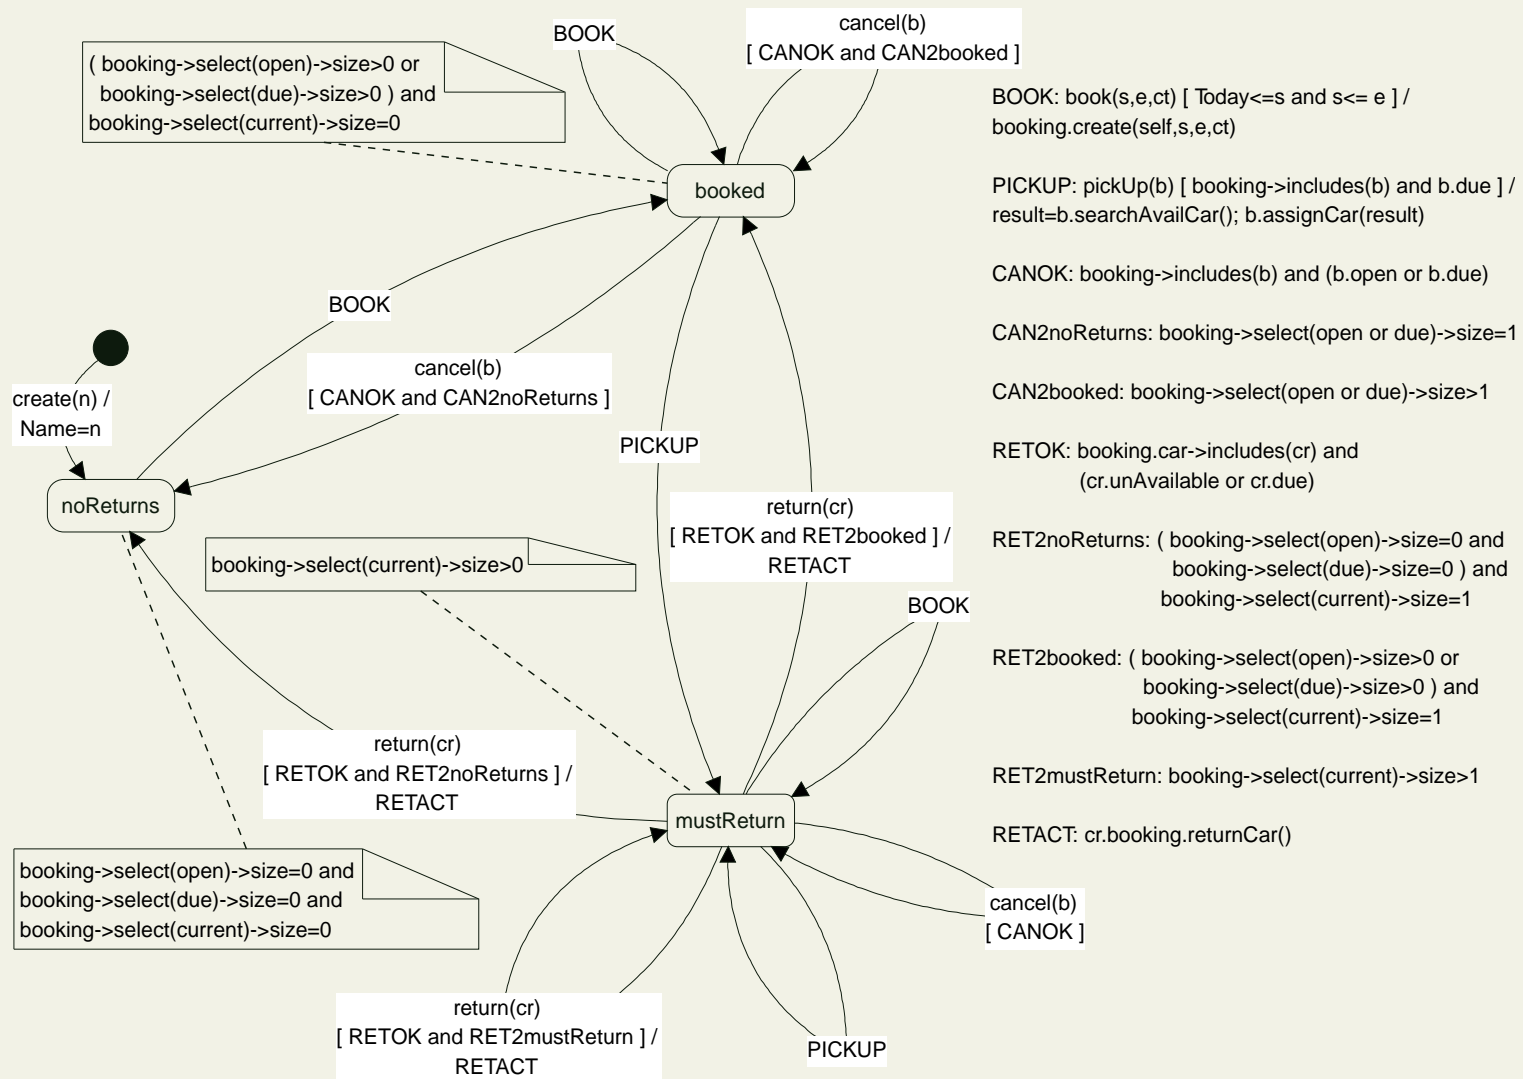 ( booking->select(open)->size>0 or
booking->select(due)->size>0 ) and
booking->select(current)->size=0
BOOK
cancel(b)
[ CANOK and CAN2booked ]
booked
BOOK
create(n) /
Name=n
cancel(b)
[ CANOK and CAN2noReturns ]
PICKUP
noReturns
return(cr)
[ RETOK and RET2booked ] /
RETACT
booking->select(current)->size>0
BOOK
return(cr)
[ RETOK and RET2noReturns ] /
RETACT
mustReturn
booking->select(open)->size=0 and
booking->select(due)->size=0 and
booking->select(current)->size=0
cancel(b)
[ CANOK ]
return(cr)
[ RETOK and RET2mustReturn ] /
RETACT
PICKUP
BOOK: book(s,e,ct) [ Today<=s and s<= e ] /
booking.create(self,s,e,ct)
PICKUP: pickUp(b) [ booking->includes(b) and b.due ] /
result=b.searchAvailCar(); b.assignCar(result)
CANOK: booking->includes(b) and (b.open or b.due)
CAN2noReturns: booking->select(open or due)->size=1
CAN2booked: booking->select(open or due)->size>1
RETOK: booking.car->includes(cr) and
(cr.unAvailable or cr.due)
RET2noReturns: ( booking->select(open)->size=0 and
booking->select(due)->size=0 ) and
booking->select(current)->size=1
RET2booked: ( booking->select(open)->size>0 or
booking->select(due)->size>0 ) and
booking->select(current)->size=1
RET2mustReturn: booking->select(current)->size>1
RETACT: cr.booking.returnCar()